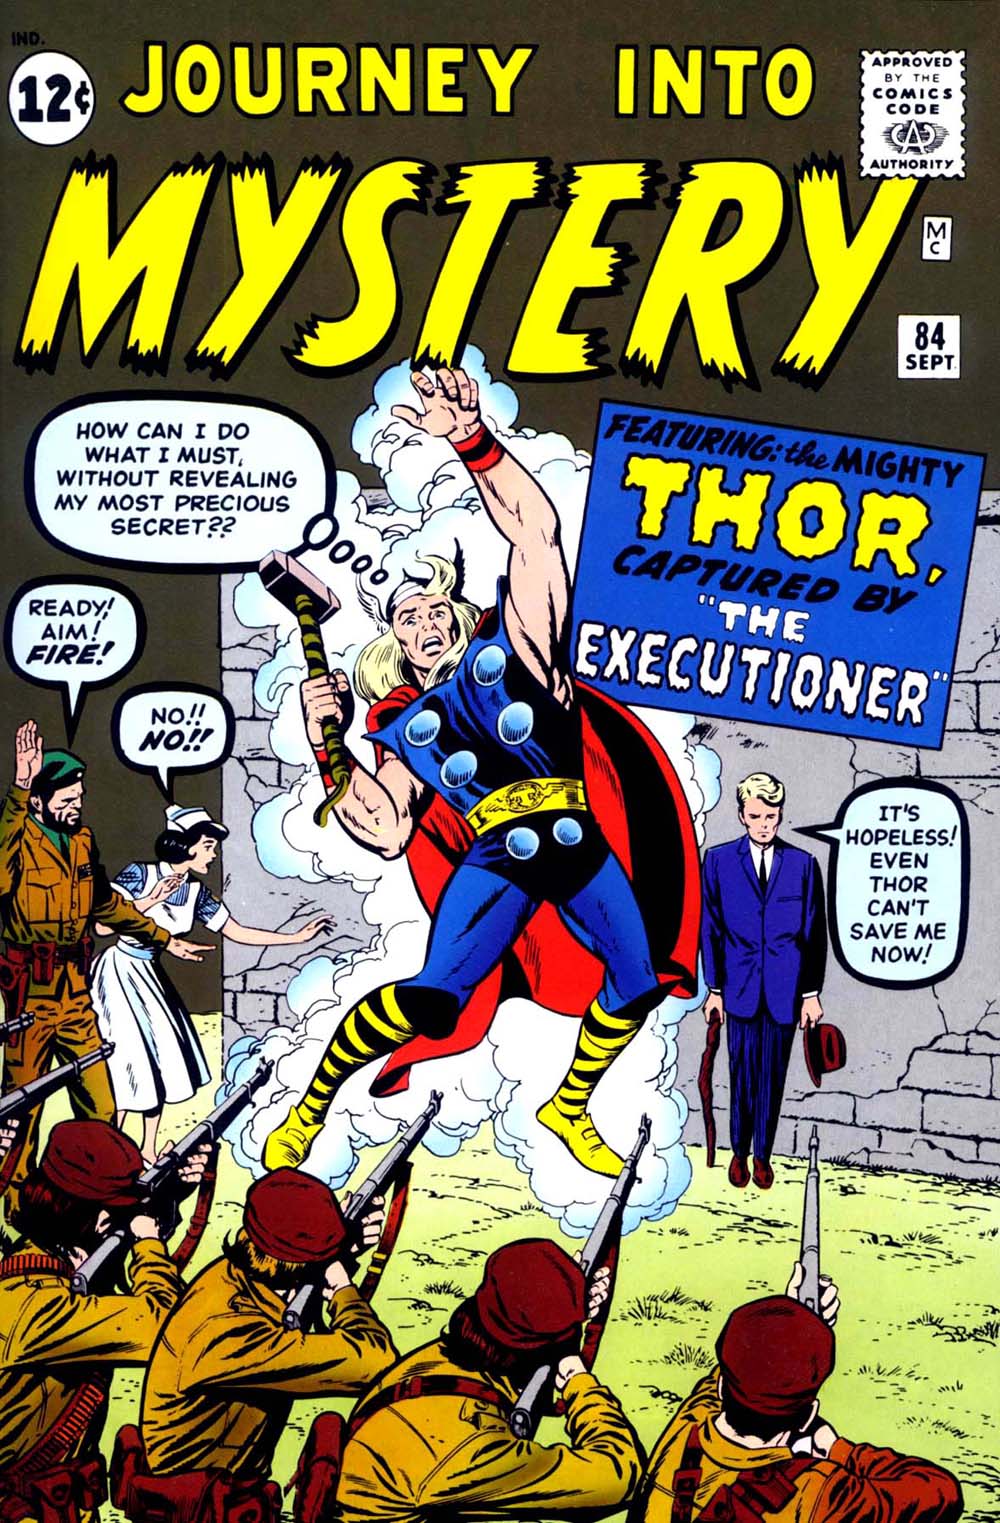 IND.
12¢
JOURNEY INTO
MYSTERY
APPROVED
BY THE
COMICS
CODE
CA
AUTHORITY
M
C
84
SEPT.
HOW CAN I DO
WHAT I MUST,
WITHOUT REVEALING
MY MOST PRECIOUS
SECRET??
FEATURING: the MIGHTY
THOR,
CAPTURED BY
"THE
EXECUTIONER"
READY!
AIM!
FIRE!
NO!!
NO!!
IT'S
HOPELESS!
EVEN
THOR
CAN'T
SAVE ME
NOW!